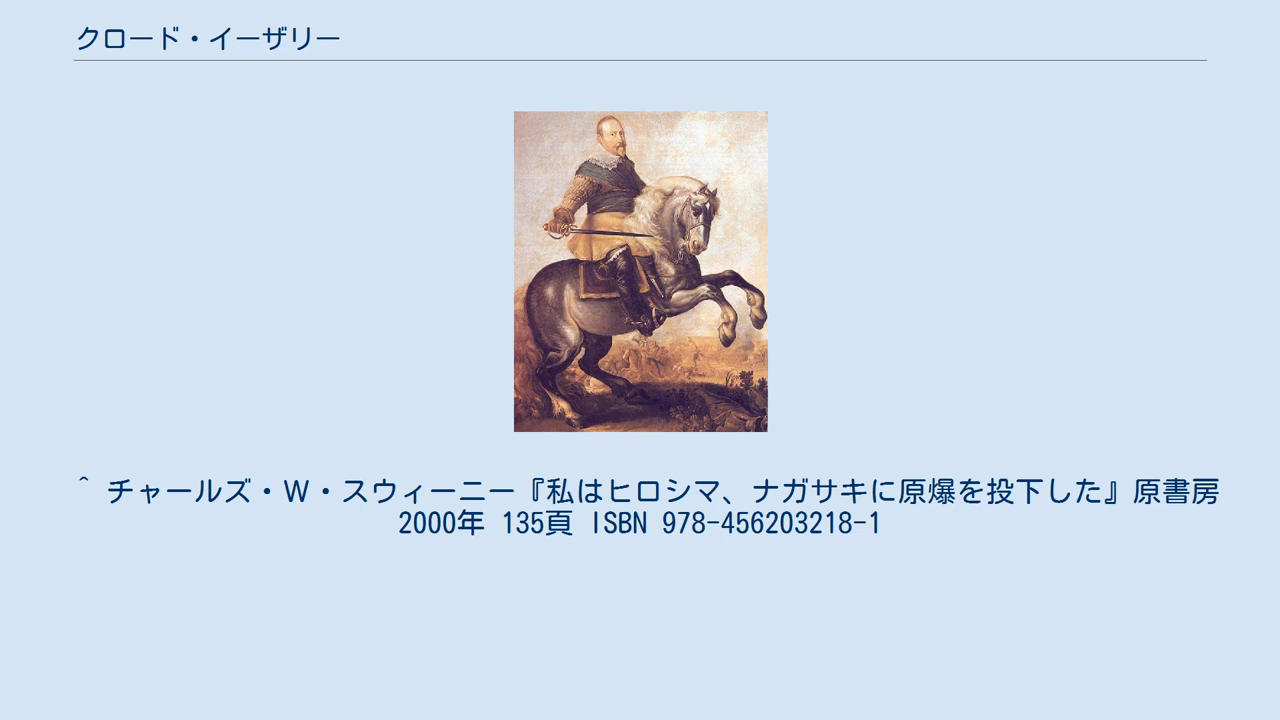 クロード・イーザリー
^ チャールズ・W・スウィーニー『私はヒロシマ、ナガサキに原爆を投下した』原書房
2000年 135頁 ISBN 978-456203218-1